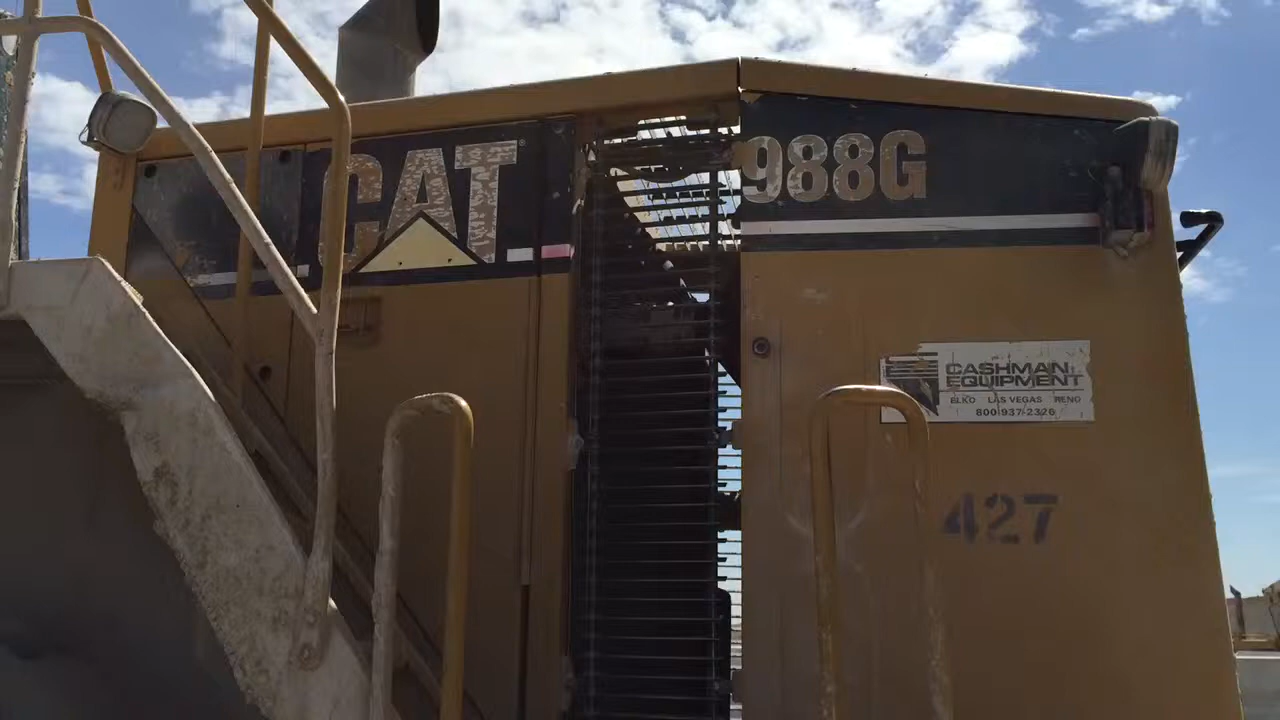 CAT
988G
CASHMAN
EQUIPMENT
ELKO LAS VEGAS RENO
800-937-2326
427